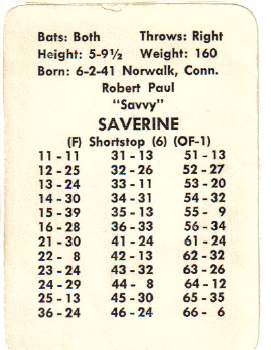 Bats: Both Throws: Right
Height: 5-9½ Weight: 160
Born: 6-2-41 Norwalk, Conn.
Robert Paul
"Savvy"
SAVERINE
(F) Shortstop (6) (OF-1)
11 - 11 31 - 13 51 - 13
12 - 25 32 - 26 52 - 27
13 - 24 33 - 11 53 - 20
14 - 30 34 - 31 54 - 39
15 - 31 35 - 14 55 - 9
16 - 28 36 - 33 56 - 34
21 - 30 41 - 24 61 - 24
22 - 8 42 - 38 62 - 31
23 - 24 43 - 32 63 - 26
24 - 29 44 - 8 64 - 12
25 - 13 45 - 30 65 - 35
36 - 24 46 - 24 66 - 6